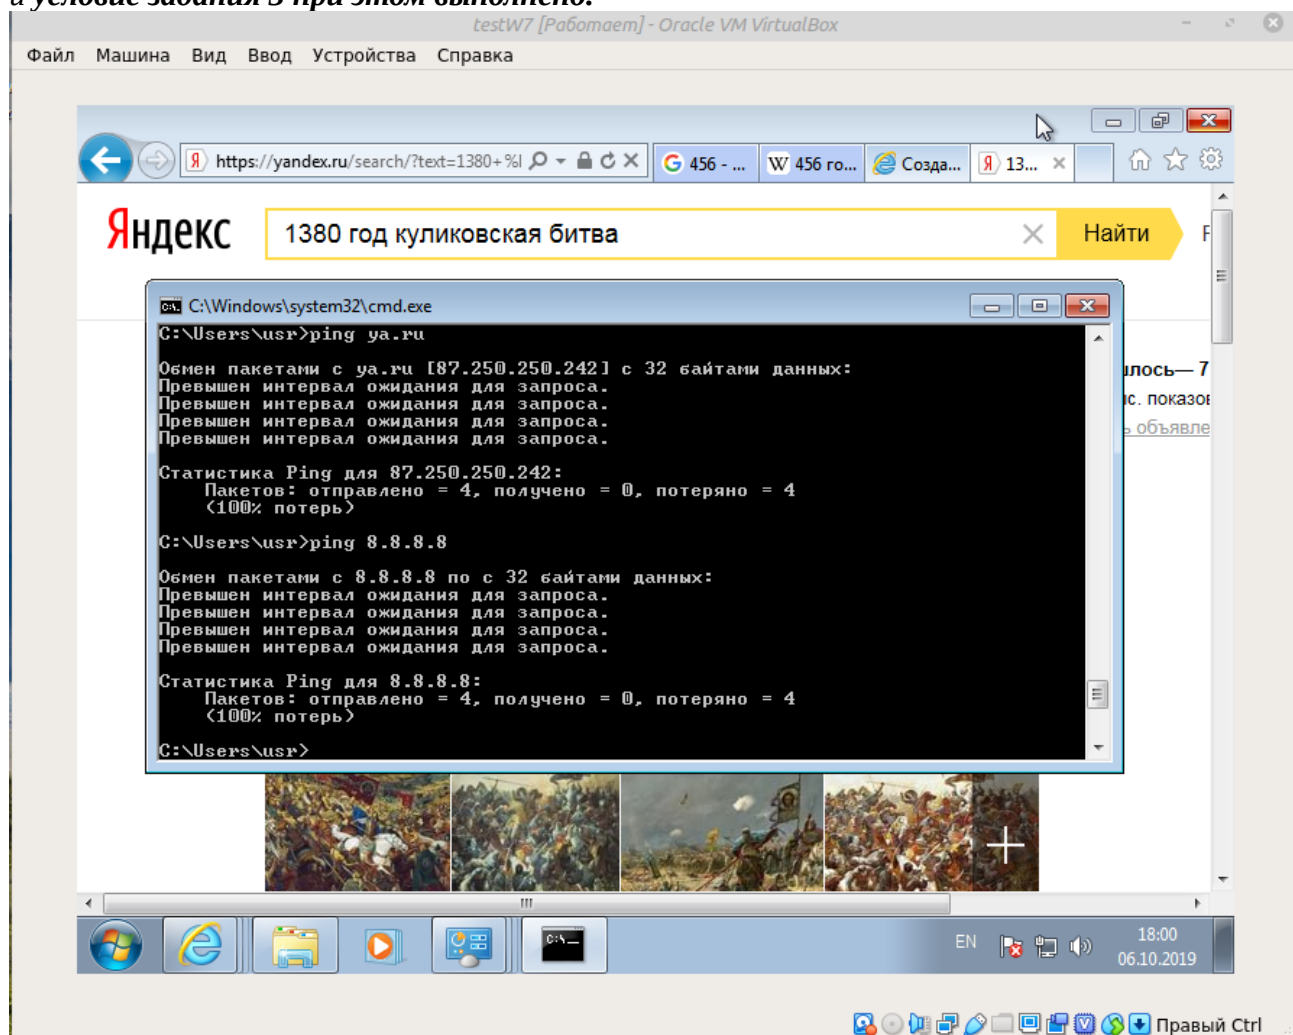 а условие задания 3 при этом выполнено.
testW7 [Работает] - Oracle VM VirtualBox
Файл Машина Вид Ввод Устройства Справка
Я https://yandex.ru/search/?text=1380+%l
G 456 - ...
W 456 го...
Созда...
Я 13...
Яндекс
1380 год куликовская битва
Найти
C:\Windows\system32\cmd.exe
C:\Users\usr>ping ya.ru
Обмен пакетами с ya.ru [87.250.250.242] с 32 байтами данных:
Превышен интервал ожидания для запроса.
Превышен интервал ожидания для запроса.
Превышен интервал ожидания для запроса.
Превышен интервал ожидания для запроса.
Статистика Ping для 87.250.250.242:
Пакетов: отправлено = 4, получено = 0, потеряно = 4
(100% потерь)
C:\Users\usr>ping 8.8.8.8
Обмен пакетами с 8.8.8.8 по с 32 байтами данных:
Превышен интервал ожидания для запроса.
Превышен интервал ожидания для запроса.
Превышен интервал ожидания для запроса.
Превышен интервал ожидания для запроса.
Статистика Ping для 8.8.8.8:
Пакетов: отправлено = 4, получено = 0, потеряно = 4
(100% потерь)
C:\Users\usr>
лось— 7
ис. показов
ь объявле
C:\
EN
18:00
06.10.2019
Правый Ctrl